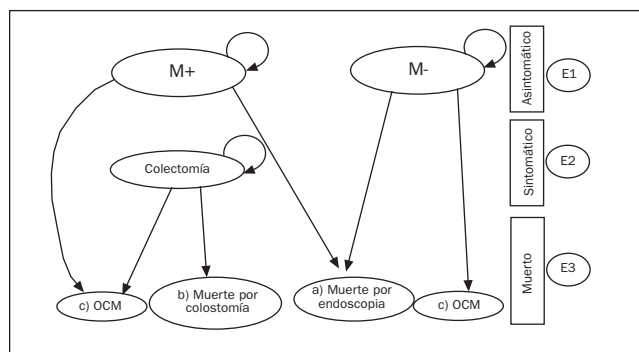 M+
M-
Asintomático
E1
Colectomía
Sintomático
E2
Muerto
E3
c) OCM
b) Muerte por
colostomía
a) Muerte por
endoscopia
c) OCM